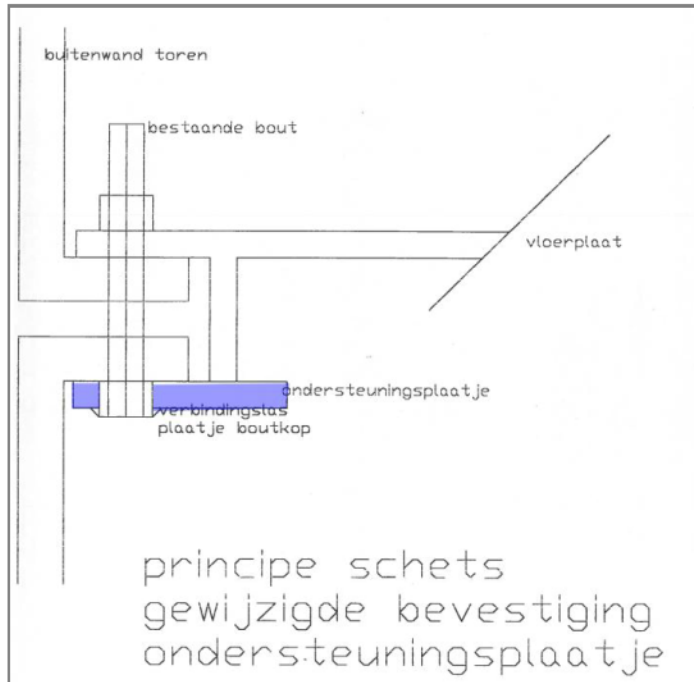 buitenwand toren
bestaande bout
vloerplaat
ondersteuningsplaatje
verbindingslas
plaatje boutkop
principe schets
gewijzigde bevestiging
ondersteuningsplaatje